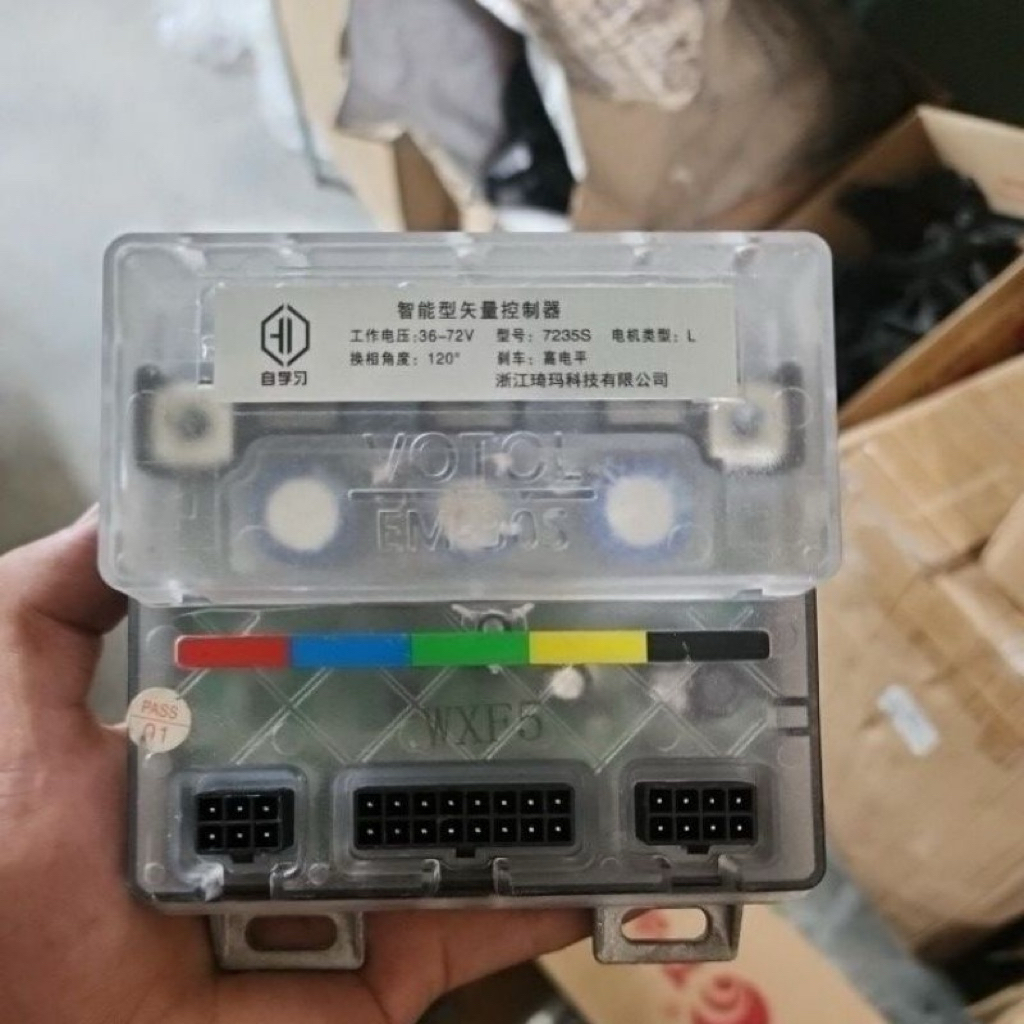 智能型矢量控制器
工作电压:36-72V 型号: 7235S 电机类型: L
换相角度: 120° 刹车: 高电平
自学习
浙江琦玛科技有限公司
VOTOL
WXF5
PASS
01